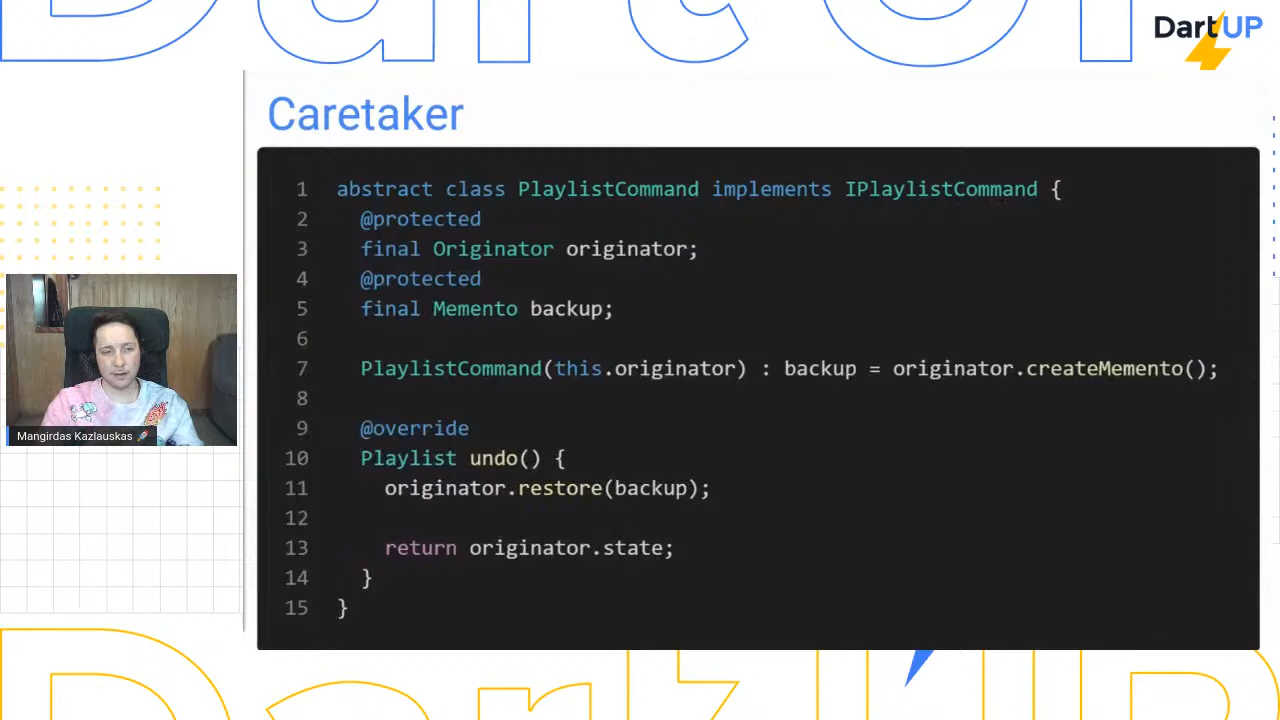 DartUP
Caretaker
1 abstract class PlaylistCommand implements IPlaylistCommand {
2 @protected
3 final Originator originator;
4 @protected
5 final Memento backup;
6
7 PlaylistCommand(this.originator) : backup = originator.createMemento();
8
9 @override
10 Playlist undo() {
11 originator.restore(backup);
12
13 return originator.state;
14 }
15 }
Mangirdas Kazlauskas 🚀